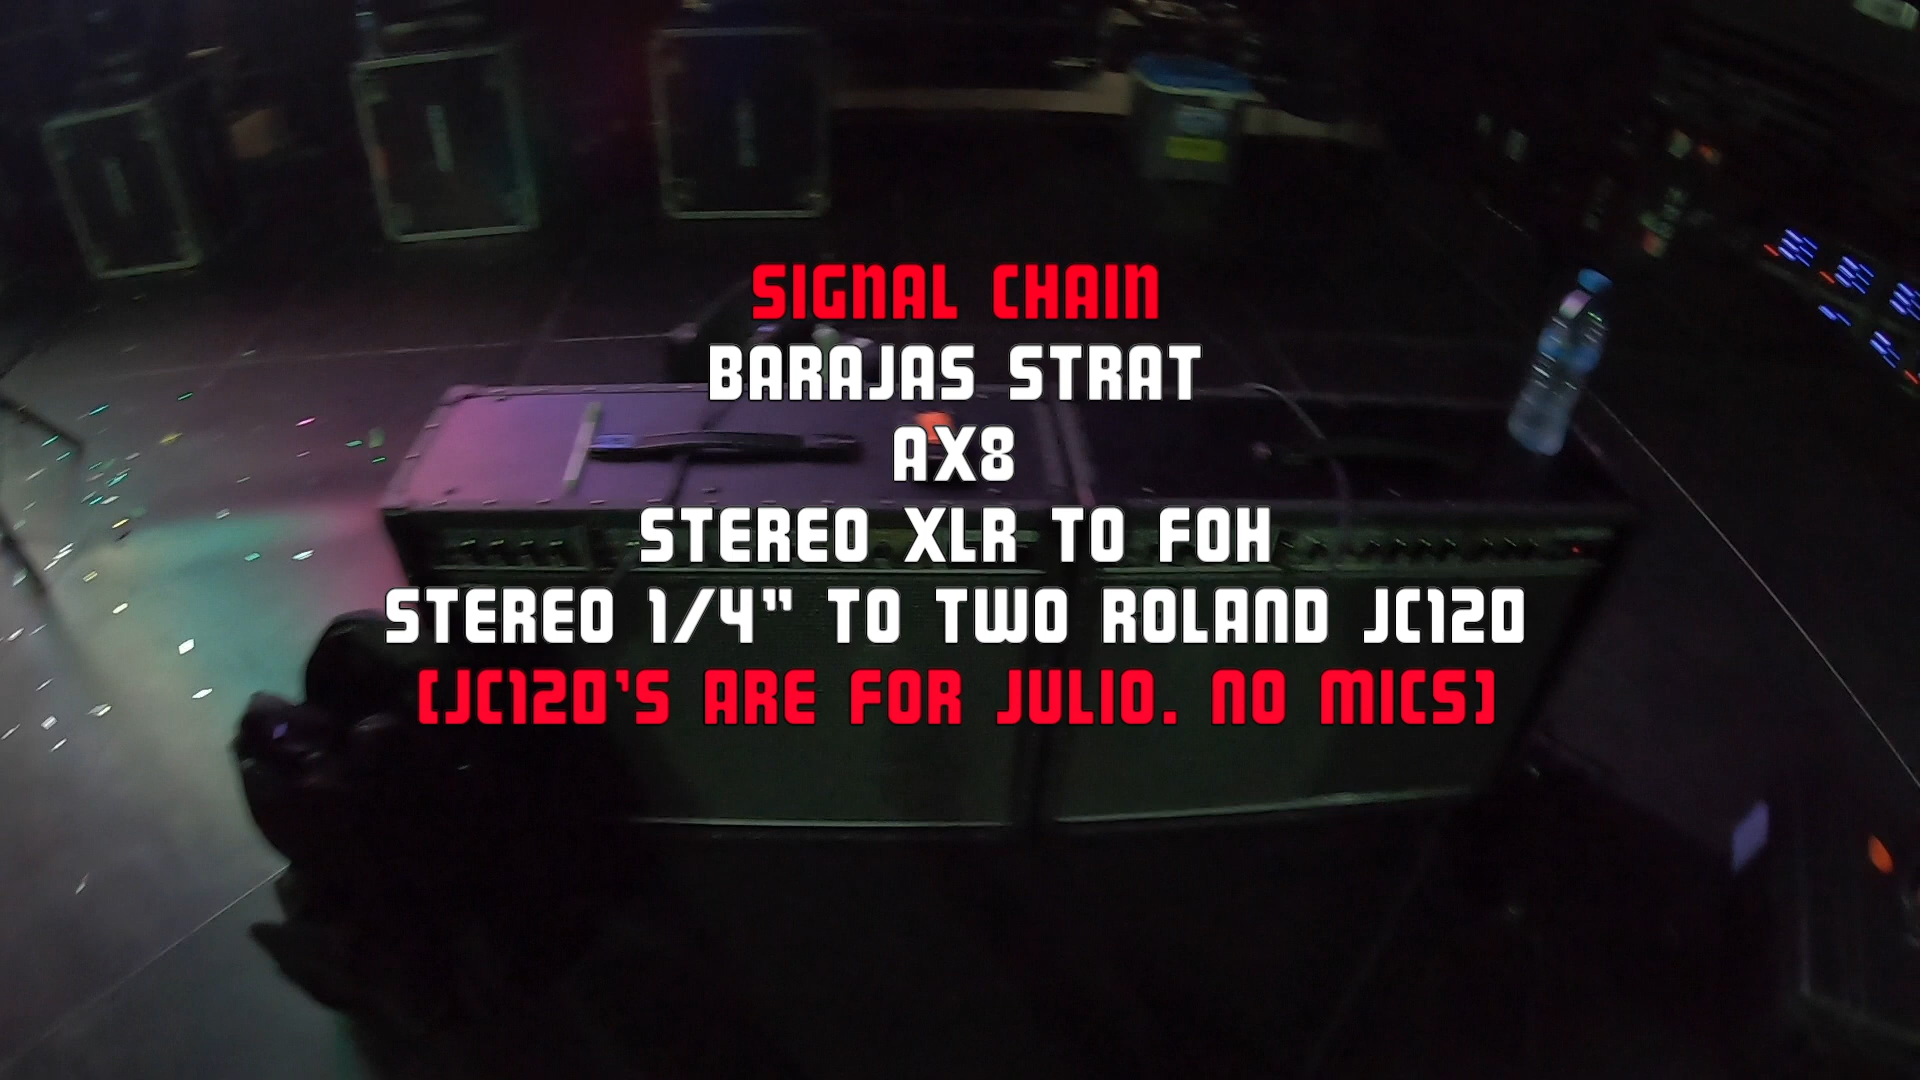 SIGNAL CHAIN
BARAJAS STRAT
AX8
STEREO XLR TO FOH
STEREO 1/4" TO TWO ROLAND JC120
(JC120'S ARE FOR JULIO. NO MICS)